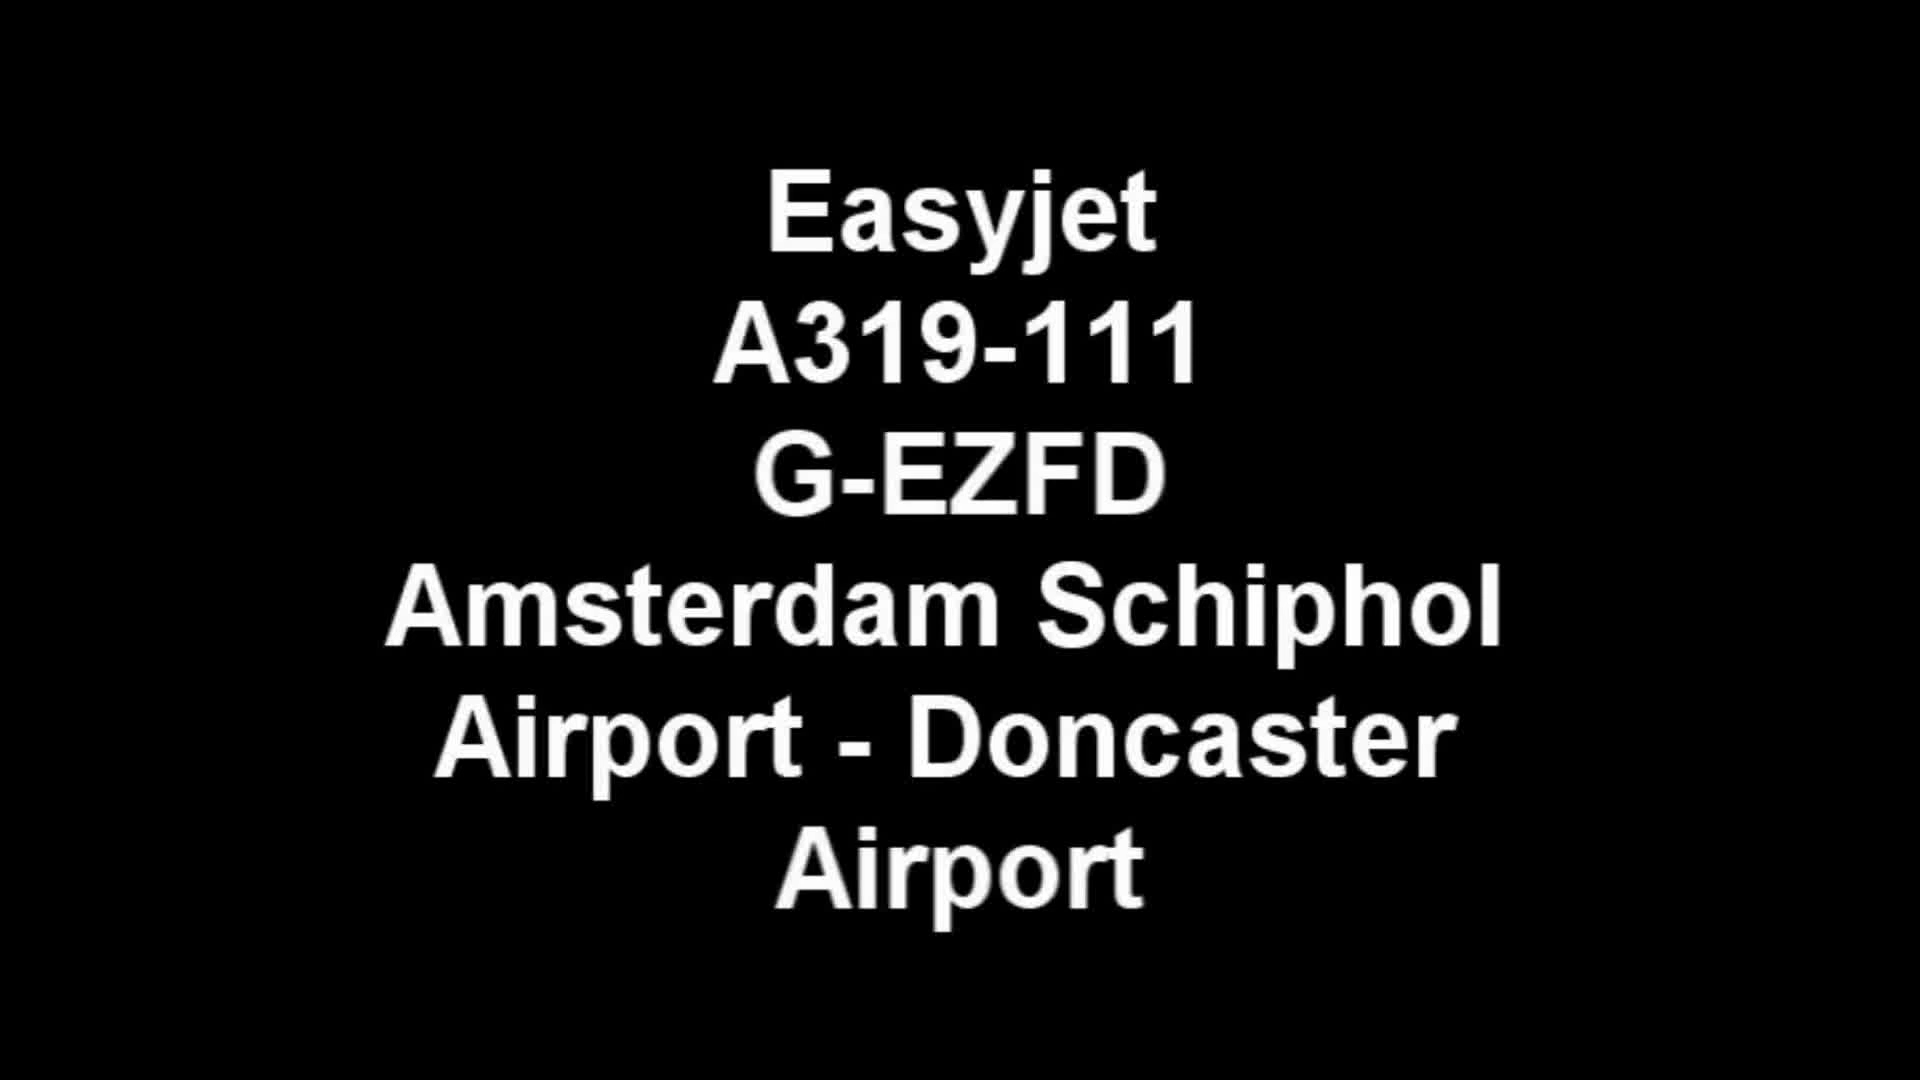 Easyjet
A319-111
G-EZFD
Amsterdam Schiphol
Airport - Doncaster
Airport